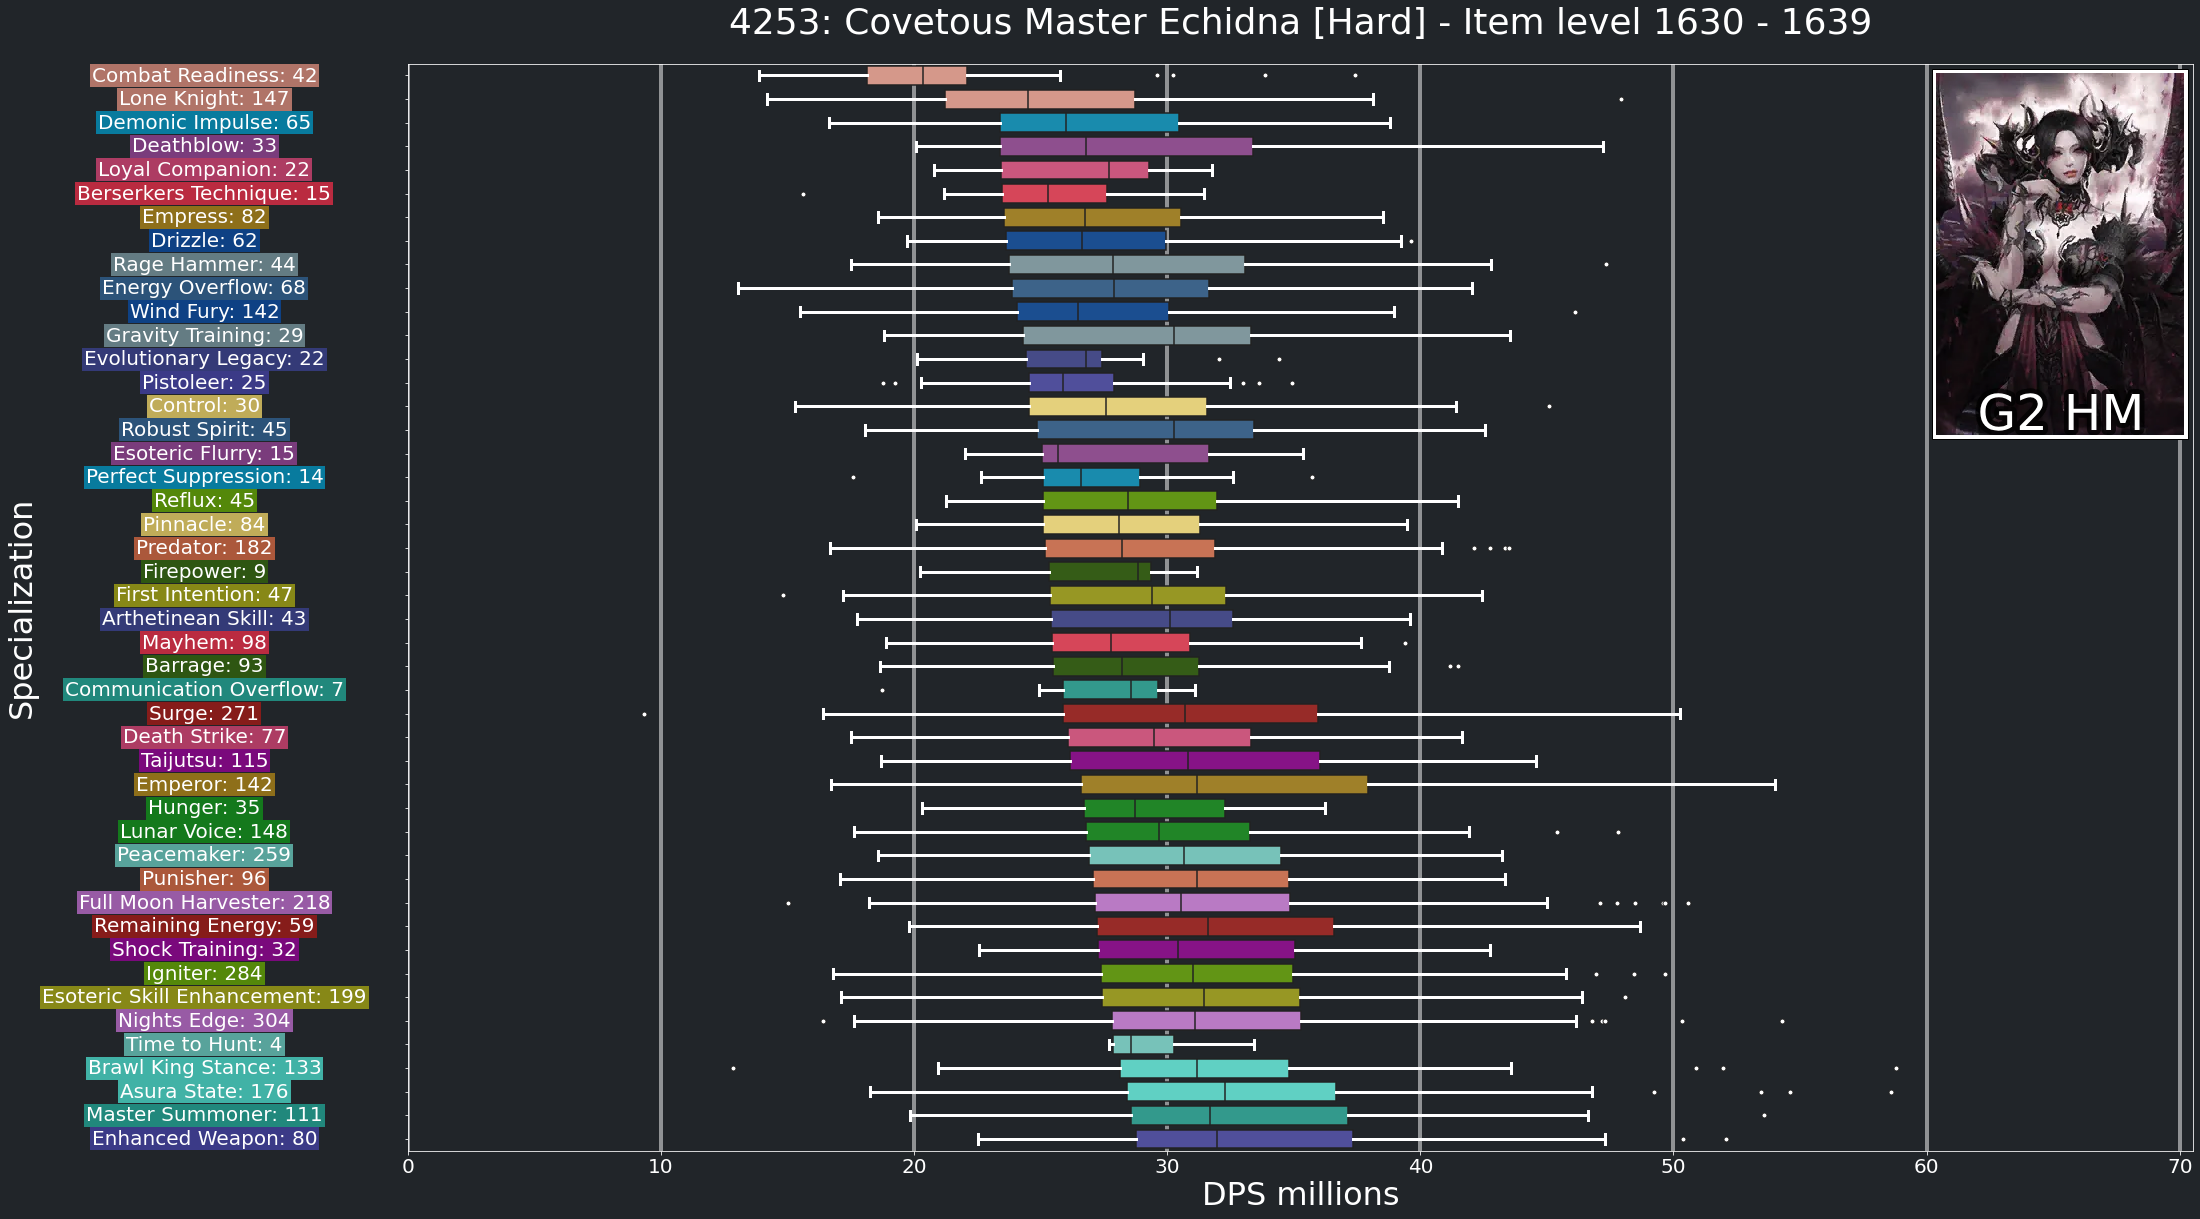 4253: Covetous Master Echidna [Hard] - Item level 1630 - 1639
Combat Readiness: 42
Lone Knight: 147
Demonic Impulse: 65
Deathblow: 33
Loyal Companion: 22
Berserkers Technique: 15
Empress: 82
Drizzle: 62
Rage Hammer: 44
Energy Overflow: 68
Wind Fury: 142
Gravity Training: 29
Evolutionary Legacy: 22
Pistoleer: 25
Control: 30
Robust Spirit: 45
Esoteric Flurry: 15
Perfect Suppression: 14
Reflux: 45
Pinnacle: 84
Predator: 182
Firepower: 9
First Intention: 47
Arthetinean Skill: 43
Mayhem: 98
Barrage: 93
Communication Overflow: 7
Surge: 271
Death Strike: 77
Taijutsu: 115
Emperor: 142
Hunger: 35
Lunar Voice: 148
Peacemaker: 259
Punisher: 96
Full Moon Harvester: 218
Remaining Energy: 59
Shock Training: 32
Igniter: 284
Esoteric Skill Enhancement: 199
Nights Edge: 304
Time to Hunt: 4
Brawl King Stance: 133
Asura State: 176
Master Summoner: 111
Enhanced Weapon: 80
Specialization
G2 HM
0 10 20 30 40 50 60 70
DPS millions